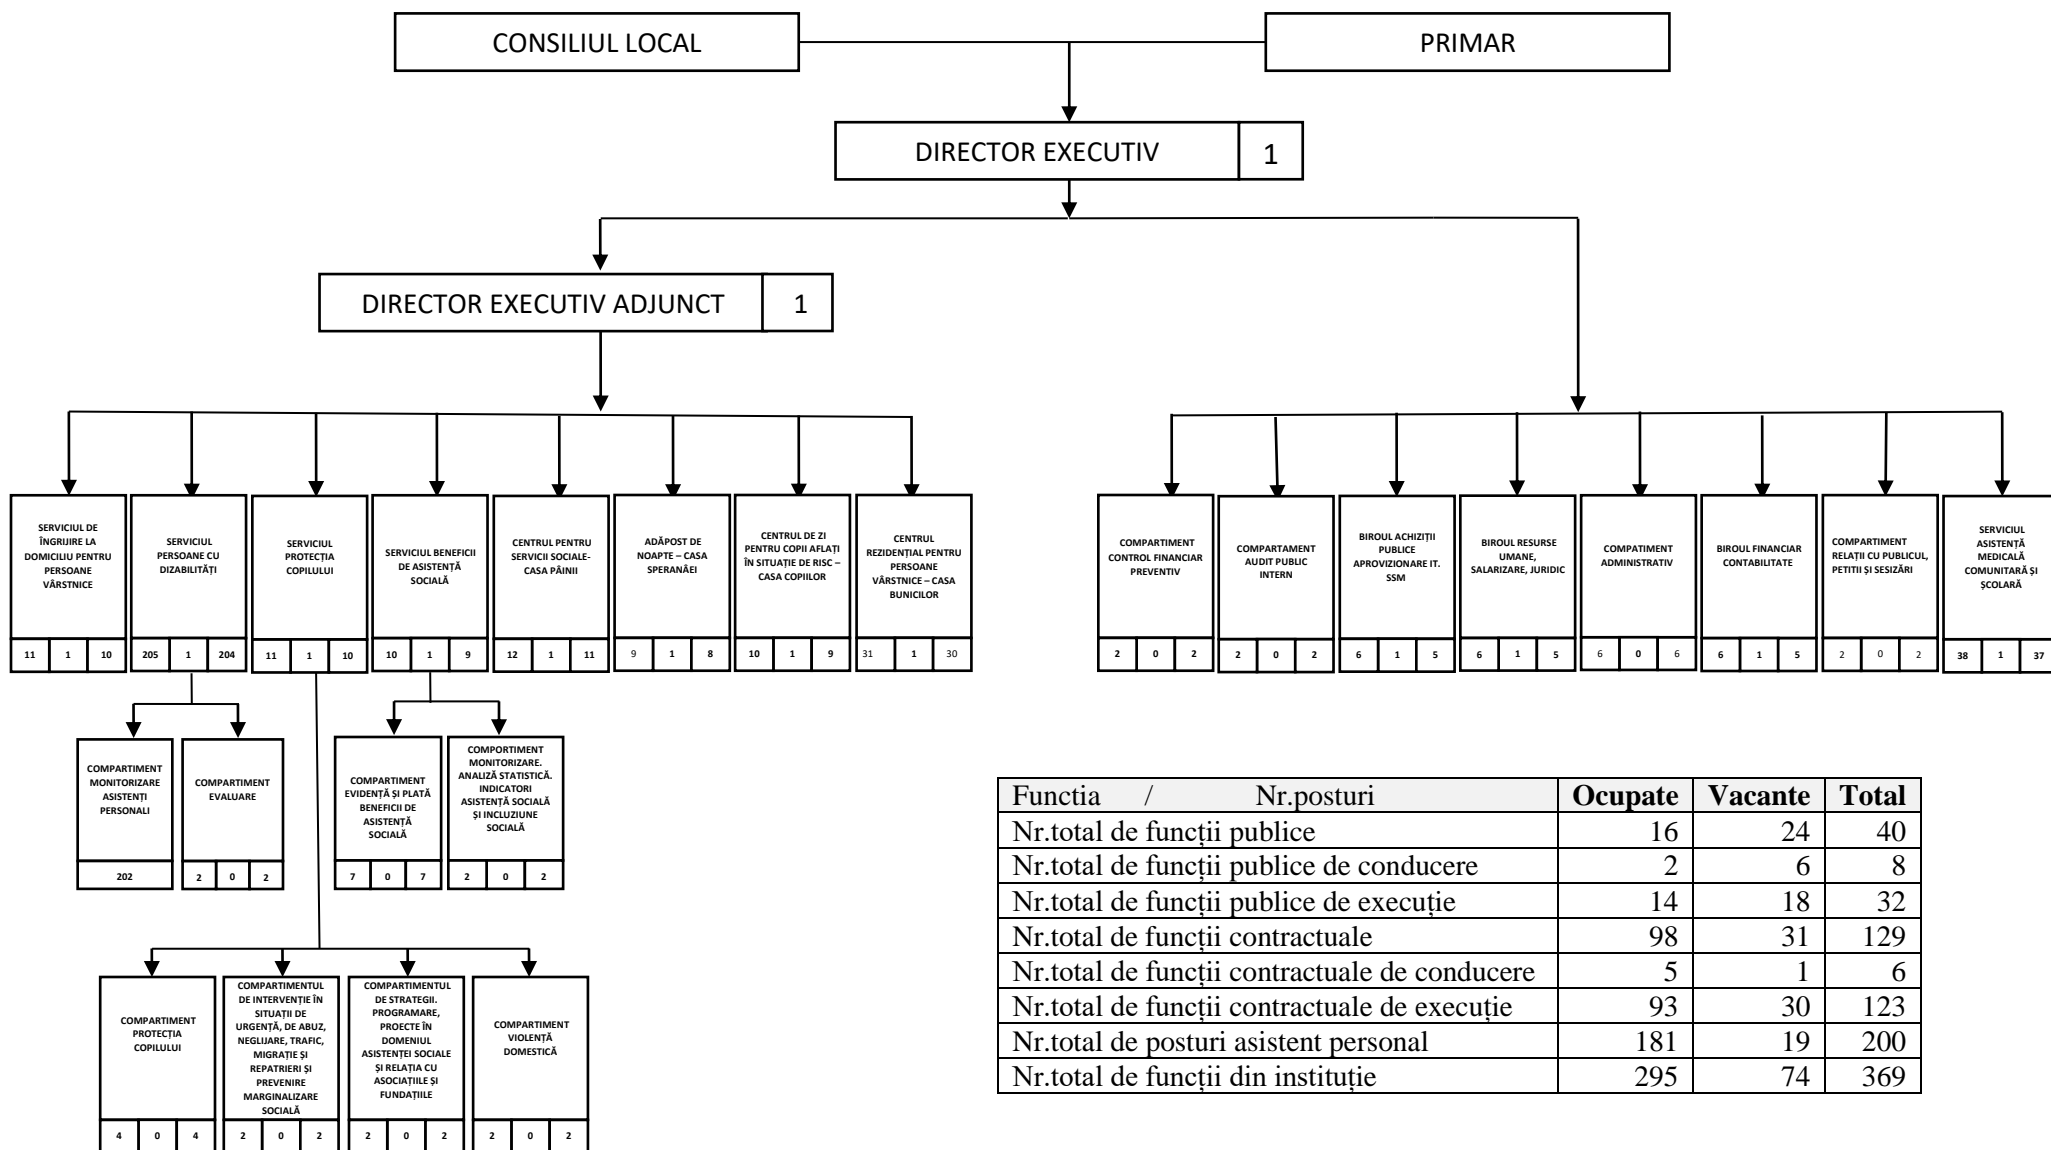 CONSILIUL LOCAL
PRIMAR
DIRECTOR EXECUTIV 1
DIRECTOR EXECUTIV ADJUNCT 1
SERVICIUL DE
ÎNGRIJIRE LA
DOMICILIU PENTRU
PERSOANE
VÂRSTNICE
11 1 10
SERVICIUL
PERSOANE CU
DIZABILITĂȚI
205 1 204
SERVICIUL
PROTECȚIA
COPILULUI
11 1 10
SERVICIUL BENEFICII
DE ASISTENȚĂ
SOCIALĂ
10 1 9
CENTRUL PENTRU
SERVICII SOCIALE-
CASA PÂINII
12 1 11
ADĂPOST DE
NOAPTE – CASA
SPERANÂEI
9 1 8
CENTRUL DE ZI
PENTRU COPII AFLAȚI
ÎN SITUAȚIE DE RISC –
CASA COPIILOR
10 1 9
CENTRUL
REZIDENȚIAL PENTRU
PERSOANE
VÂRSTNICE – CASA
BUNICILOR
31 1 30
COMPARTIMENT
CONTROL FINANCIAR
PREVENTIV
2 0 2
COMPARTAMENT
AUDIT PUBLIC
INTERN
2 0 2
BIROUL ACHIZIȚII
PUBLICE
APROVIZIONARE IT.
SSM
6 1 5
BIROUL RESURSE
UMANE,
SALARIZARE, JURIDIC
6 1 5
COMPATIMENT
ADMINISTRATIV
6 0 6
BIROUL FINANCIAR
CONTABILITATE
6 1 5
COMPARTIMENT
RELAȚII CU PUBLICUL,
PETITII ȘI SESIZĂRI
2 0 2
SERVICIUL
ASISTENȚĂ
MEDICALĂ
COMUNITARĂ ȘI
ȘCOLARĂ
38 1 37
COMPARTIMENT
MONITORIZARE
ASISTENȚI
PERSONALI
202
COMPARTIMENT
EVALUARE
2 0 2
COMPARTIMENT
EVIDENȚĂ ȘI PLATĂ
BENEFICII DE
ASISTENȚĂ
SOCIALĂ
7 0 7
COMPORTIMENT
MONITORIZARE.
ANALIZĂ STATISTICĂ.
INDICATORI
ASISTENȚĂ SOCIALĂ
ȘI INCLUZIUNE
SOCIALĂ
2 0 2
COMPARTIMENT
PROTECȚIA
COPILULUI
4 0 4
COMPARTIMENTUL
DE INTERVENȚIE ÎN
SITUAȚII DE
URGENȚĂ, DE ABUZ,
NEGLIJARE, TRAFIC,
MIGRAȚIE ȘI
REPATRIERI ȘI
PREVENIRE
MARGINALIZARE
SOCIALĂ
2 0 2
COMPARTIMENTUL
DE STRATEGII.
PROGRAMARE,
PROECTE ÎN
DOMENIUL
ASISTENȚEI SOCIALE
ȘI RELAȚIA CU
ASOCIAȚIILE ȘI
FUNDAȚIILE
2 0 2
COMPARTIMENT
VIOLENȚĂ
DOMESTICĂ
2 0 2
Functia / Nr.posturi Ocupate Vacante Total
Nr.total de funcții publice 16 24 40
Nr.total de funcții publice de conducere 2 6 8
Nr.total de funcții publice de execuție 14 18 32
Nr.total de funcții contractuale 98 31 129
Nr.total de funcții contractuale de conducere 5 1 6
Nr.total de funcții contractuale de execuție 93 30 123
Nr.total de posturi asistent personal 181 19 200
Nr.total de funcții din instituție 295 74 369